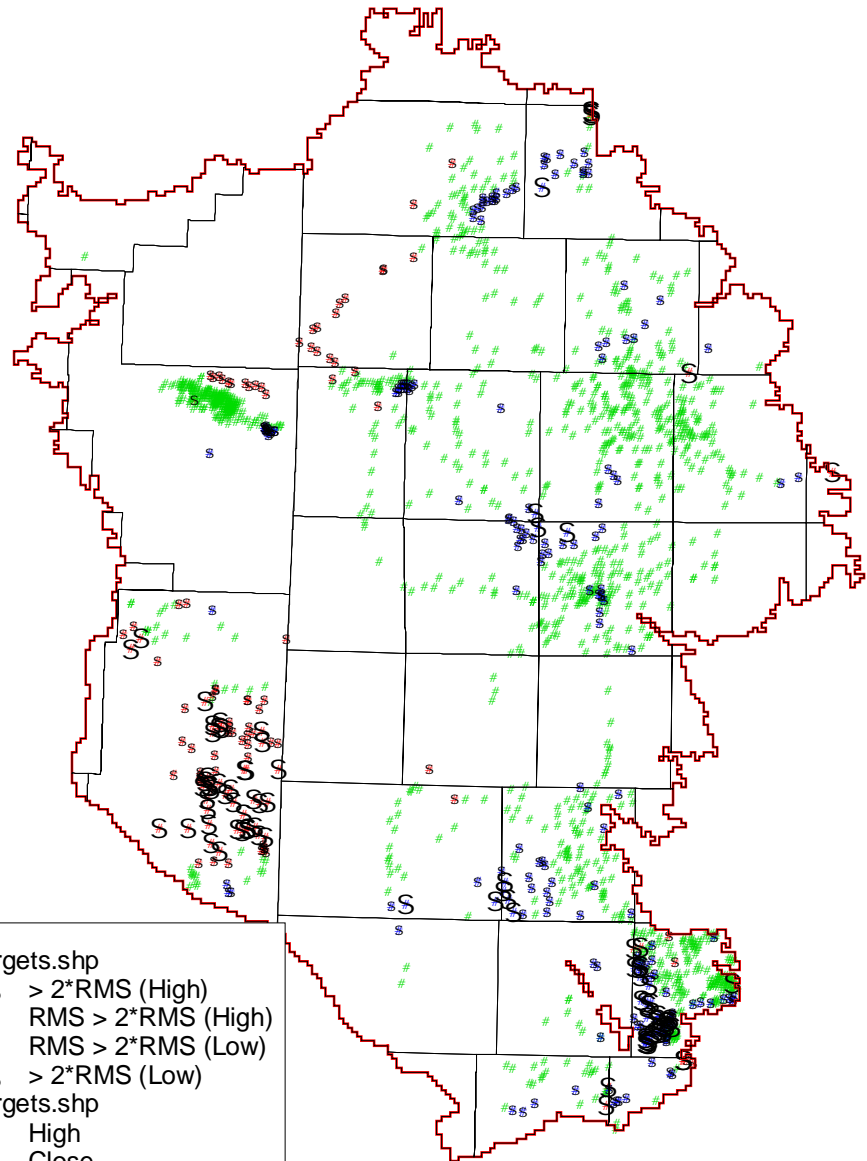 rgets.shp
> 2*RMS (High)
RMS > 2*RMS (High)
RMS > 2*RMS (Low)
> 2*RMS (Low)
rgets.shp
High
Close